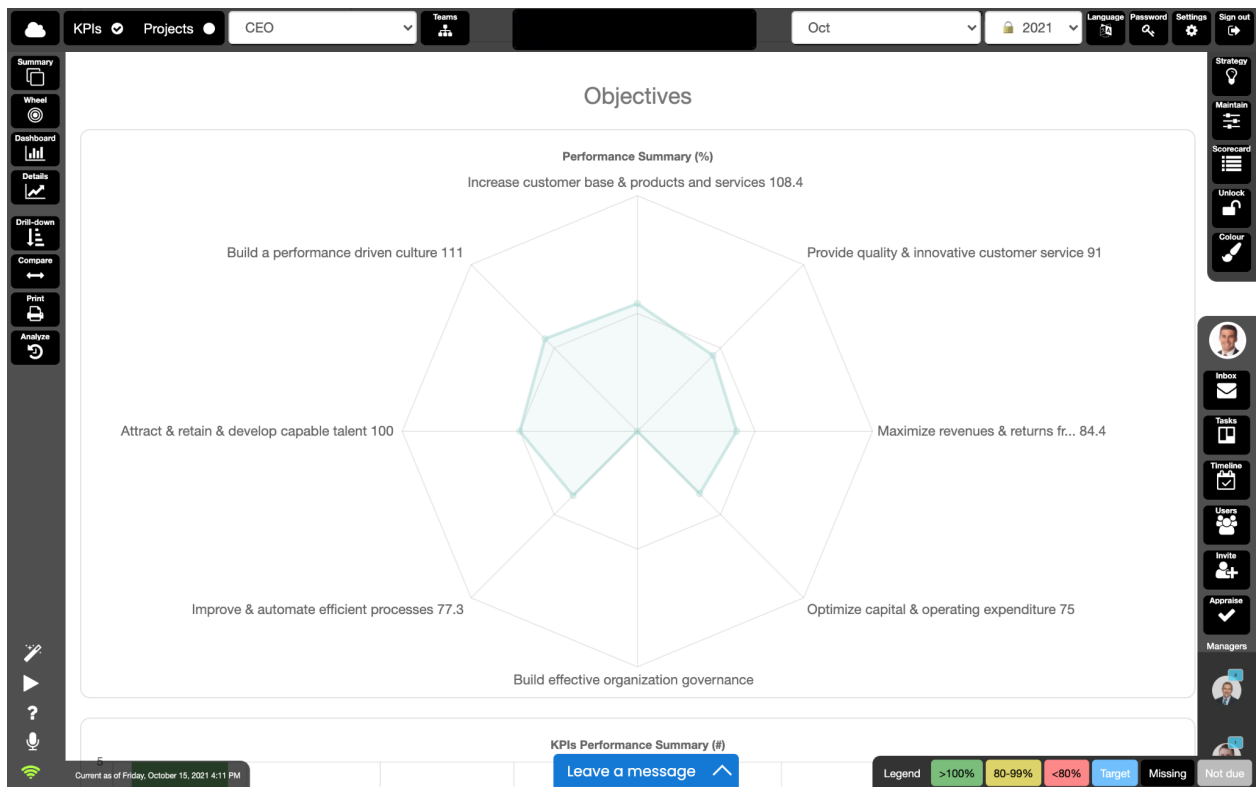 KPIs Projects CEO Teams Oct 2021 Language Password Settings Sign out
Summary
Wheel
Dashboard
Details
Drill-down
Compare
Print
Analyze
Objectives
Performance Summary (%)
Increase customer base & products and services 108.4
Build a performance driven culture 111
Provide quality & innovative customer service 91
Attract & retain & develop capable talent 100
Maximize revenues & returns fr... 84.4
Improve & automate efficient processes 77.3
Optimize capital & operating expenditure 75
Build effective organization governance
KPIs Performance Summary (#)
5
Current as of Friday, October 15, 2021 4:11 PM
Leave a message
Legend >100% 80-99% <80% Target Missing Not due
Strategy
Maintain
Scorecard
Unlock
Colour
Inbox
Tasks
Timeline
Users
Invite
Appraise
Managers
?